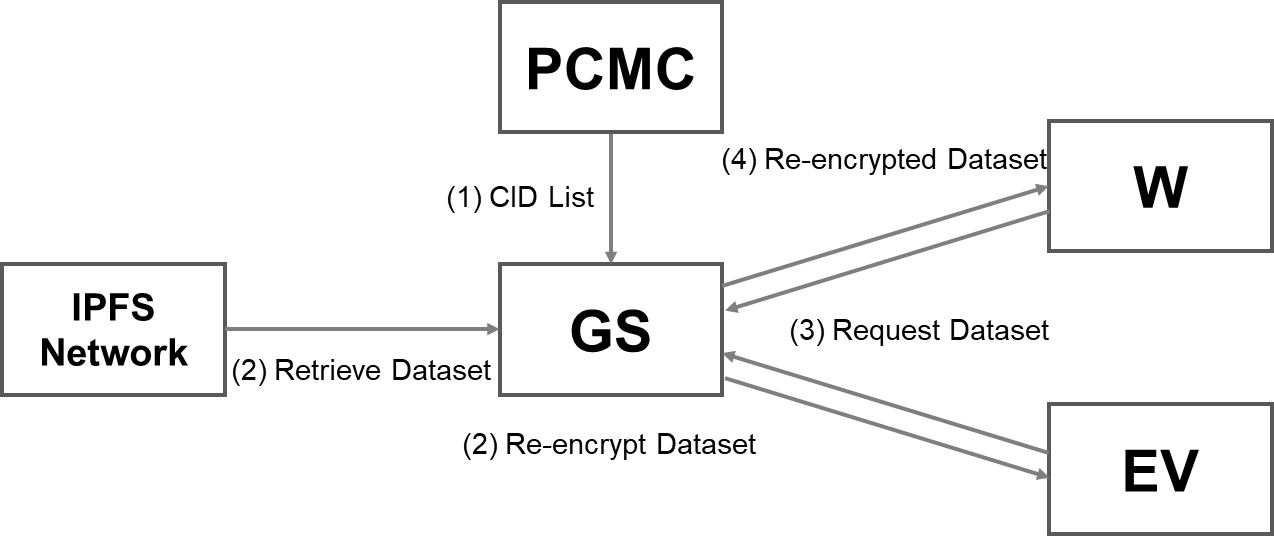 PCMC
(4) Re-encrypted Dataset
W
(1) CID List
IPFS
Network
GS
(3) Request Dataset
(2) Retrieve Dataset
(2) Re-encrypt Dataset
EV